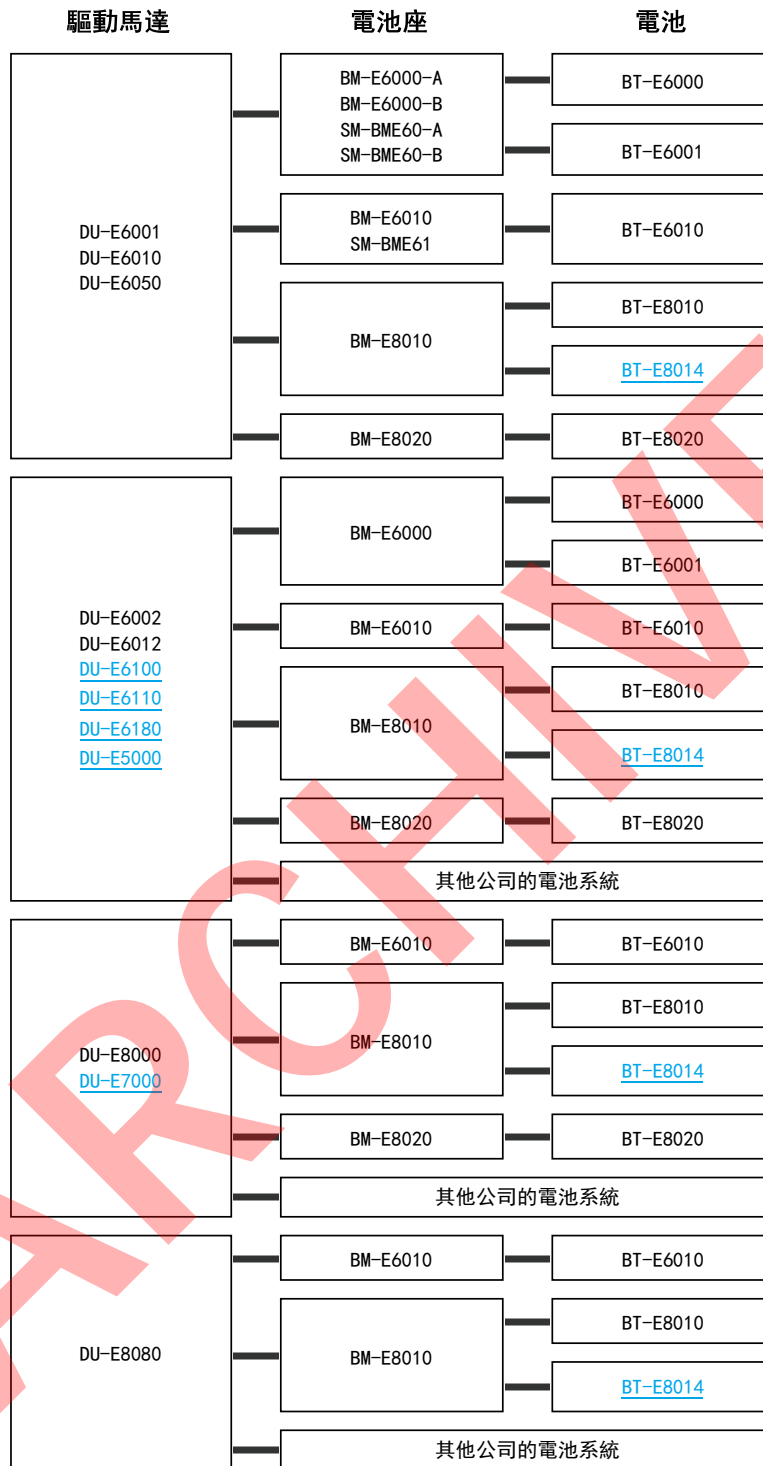 驅動馬達 電池座 電池
DU-E6001
DU-E6010
DU-E6050
BM-E6000-A
BM-E6000-B
SM-BME60-A
SM-BME60-B
BT-E6000
BT-E6001
BM-E6010
SM-BME61
BT-E6010
BM-E8010
BT-E8010
BT-E8014
BM-E8020
BT-E8020
DU-E6002
DU-E6012
DU-E6100
DU-E6110
DU-E6180
DU-E5000
BM-E6000
BT-E6000
BT-E6001
BM-E6010
BT-E6010
BM-E8010
BT-E8010
BT-E8014
BM-E8020
BT-E8020
其他公司的電池系統
DU-E8000
DU-E7000
BM-E6010
BT-E6010
BM-E8010
BT-E8010
BT-E8014
BM-E8020
BT-E8020
其他公司的電池系統
DU-E8080
BM-E6010
BT-E6010
BM-E8010
BT-E8010
BT-E8014
其他公司的電池系統
ARCHIVE